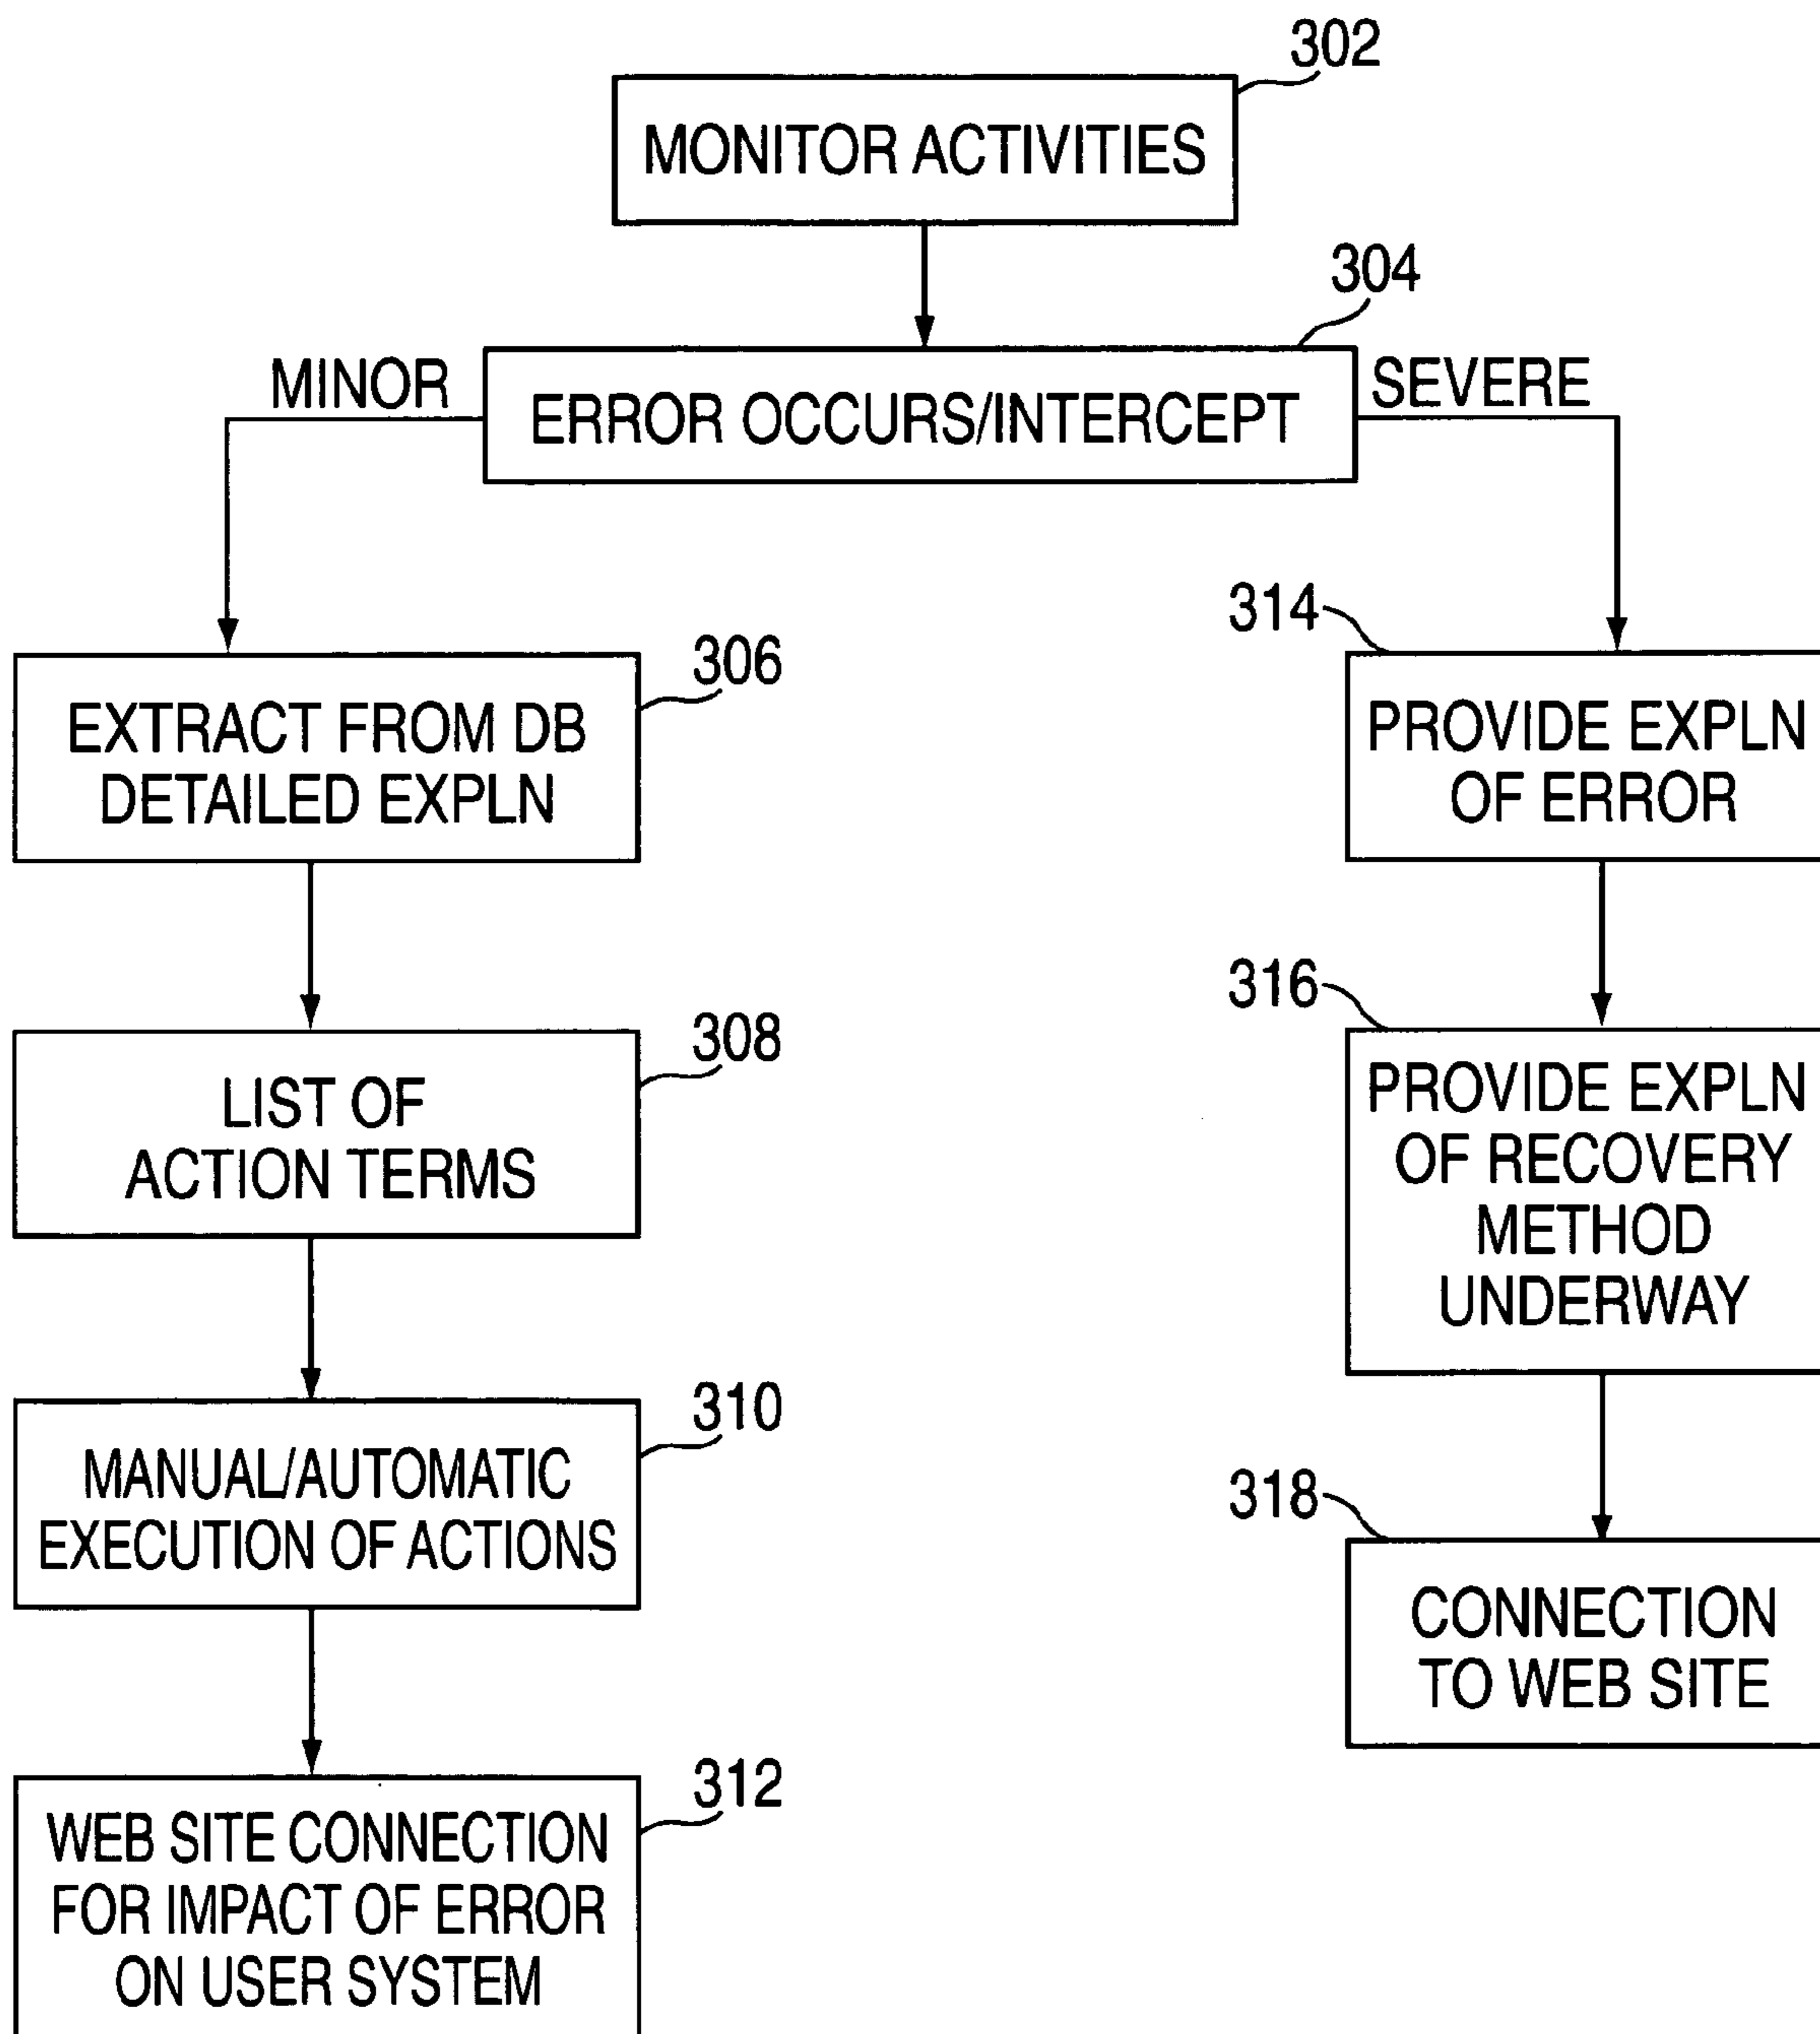 302
MONITOR ACTIVITIES
304
MINOR
ERROR OCCURS/INTERCEPT
SEVERE
306
EXTRACT FROM DB
DETAILED EXPLN
308
LIST OF
ACTION TERMS
310
MANUAL/AUTOMATIC
EXECUTION OF ACTIONS
312
WEB SITE CONNECTION
FOR IMPACT OF ERROR
ON USER SYSTEM
314
PROVIDE EXPLN
OF ERROR
316
PROVIDE EXPLN
OF RECOVERY
METHOD
UNDERWAY
318
CONNECTION
TO WEB SITE